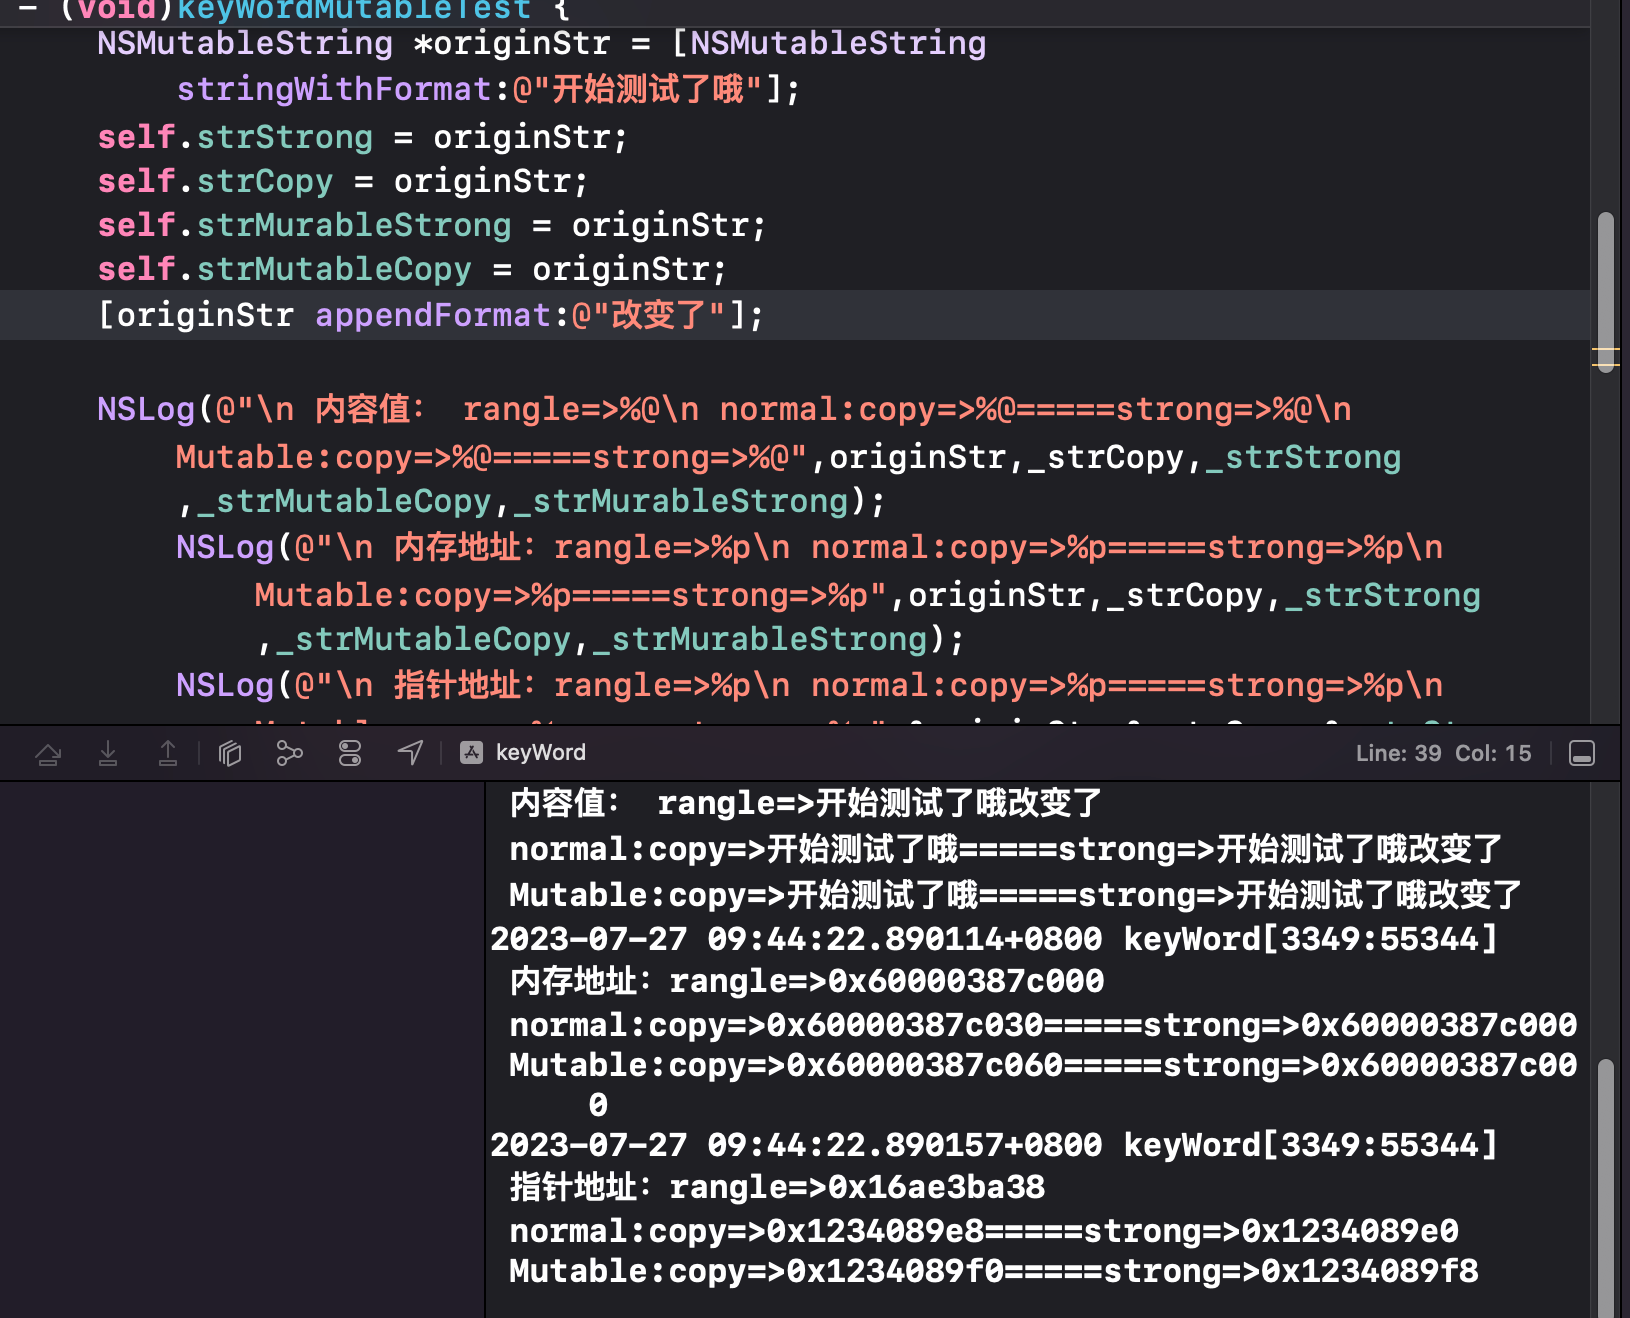 - (void)keyWordMutableTest {
NSMutableString *originStr = [NSMutableString
stringWithFormat:@"开始测试了哦"];
self.strStrong = originStr;
self.strCopy = originStr;
self.strMurableStrong = originStr;
self.strMutableCopy = originStr;
[originStr appendFormat:@"改变了"];
NSLog(@"\n 内容值： rangle=>%@\n normal:copy=>%@=====strong=>%@\n
Mutable:copy=>%@=====strong=>%@",originStr,_strCopy,_strStrong
,_strMutableCopy,_strMurableStrong);
NSLog(@"\n 内存地址：rangle=>%p\n normal:copy=>%p=====strong=>%p\n
Mutable:copy=>%p=====strong=>%p",originStr,_strCopy,_strStrong
,_strMutableCopy,_strMurableStrong);
NSLog(@"\n 指针地址：rangle=>%p\n normal:copy=>%p=====strong=>%p\n
keyWord
Line: 39 Col: 15
内容值： rangle=>开始测试了哦改变了
normal:copy=>开始测试了哦=====strong=>开始测试了哦改变了
Mutable:copy=>开始测试了哦=====strong=>开始测试了哦改变了
2023-07-27 09:44:22.890114+0800 keyWord[3349:55344]
内存地址：rangle=>0x60000387c000
normal:copy=>0x60000387c030=====strong=>0x60000387c000
Mutable:copy=>0x60000387c060=====strong=>0x60000387c00
0
2023-07-27 09:44:22.890157+0800 keyWord[3349:55344]
指针地址：rangle=>0x16ae3ba38
normal:copy=>0x1234089e8=====strong=>0x1234089e0
Mutable:copy=>0x1234089f0=====strong=>0x1234089f8